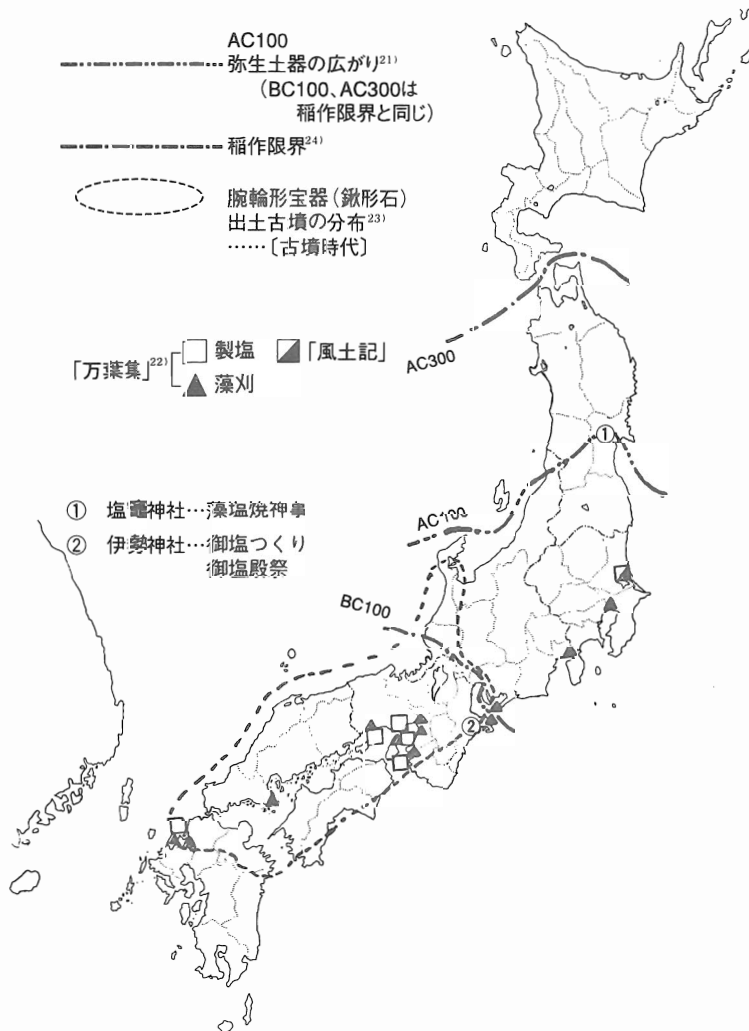 AC100
弥生土器の広がり²¹⁾
(BC100、AC300は
稲作限界と同じ)
稲作限界²⁴⁾
腕輪形宝器(鍬形石)
出土古墳の分布²³⁾
……〔古墳時代〕
「万葉集」²²⁾
製塩 「風土記」
藻刈
AC300
①
① 塩竈神社…藻塩焼神事
② 伊勢神社…御塩つくり
御塩殿祭
AC100
BC100
②